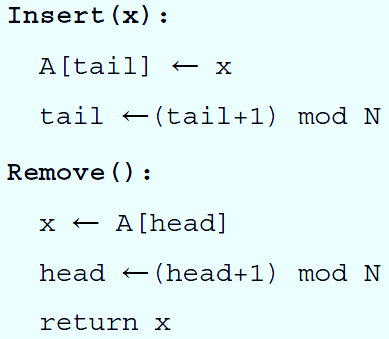 Insert(x):
A[tail] ← x
tail ←(tail+1) mod N
Remove():
x ← A[head]
head ←(head+1) mod N
return x